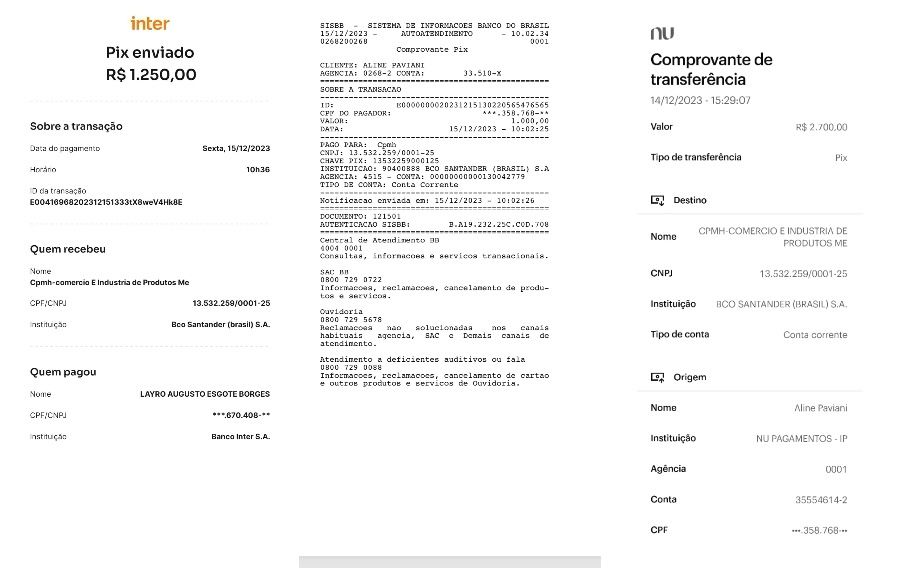 inter
Pix enviado
R$ 1.250,00
Sobre a transação
Data do pagamento Sexta, 15/12/2023
Horário 10h36
ID da transação
E00416968202312151333tX8weV4Hk8E
Quem recebeu
Nome
Cpmh-comercio E Industria de Produtos Me
CPF/CNPJ 13.532.259/0001-25
Instituição Bco Santander (brasil) S.A.
Quem pagou
Nome LAYRO AUGUSTO ESGOTE BORGES
CPF/CNPJ ***.670.408-**
Instituição Banco Inter S.A.
SISBB - SISTEMA DE INFORMACOES BANCO DO BRASIL
15/12/2023 - AUTOATENDIMENTO - 10.02.34
0268200268 0001
Comprovante Pix
CLIENTE: ALINE PAVIANI
AGENCIA: 0268-2 CONTA: 33.510-X
SOBRE A TRANSACAO
ID: E0000000020231215130220565476565
CPF DO PAGADOR: ***.358.768-**
VALOR: 1.000,00
DATA: 15/12/2023 - 10:02:25
PAGO PARA: Cpmh
CNPJ: 13.532.259/0001-25
CHAVE PIX: 13532259000125
INSTITUICAO: 90400888 BCO SANTANDER (BRASIL) S.A
AGENCIA: 4515 - CONTA: 00000000000130042779
TIPO DE CONTA: Conta Corrente
Notificacao enviada em: 15/12/2023 - 10:02:26
DOCUMENTO: 121501
AUTENTICACAO SISBB: B.A19.232.25C.C0D.708
Central de Atendimento BB
4004 0001
Consultas, informacoes e servicos transacionais.
SAC BB
0800 729 0722
Informacoes, reclamacoes, cancelamento de produ-
tos e servicos.
Ouvidoria
0800 729 5678
Reclamacoes nao solucionadas nos canais
habituais agencia, SAC e Demais canais de
atendimento.
Atendimento a deficientes auditivos ou fala
0800 729 0088
Informacoes, reclamacoes, cancelamento de cartao
e outros produtos e servicos de Ouvidoria.
nu
Comprovante de
transferência
14/12/2023 - 15:29:07
Valor R$ 2.700,00
Tipo de transferência Pix
Destino
Nome CPMH-COMERCIO E INDUSTRIA DE
PRODUTOS ME
CNPJ 13.532.259/0001-25
Instituição BCO SANTANDER (BRASIL) S.A.
Tipo de conta Conta corrente
Origem
Nome Aline Paviani
Instituição NU PAGAMENTOS - IP
Agência 0001
Conta 35554614-2
CPF •••.358.768-••